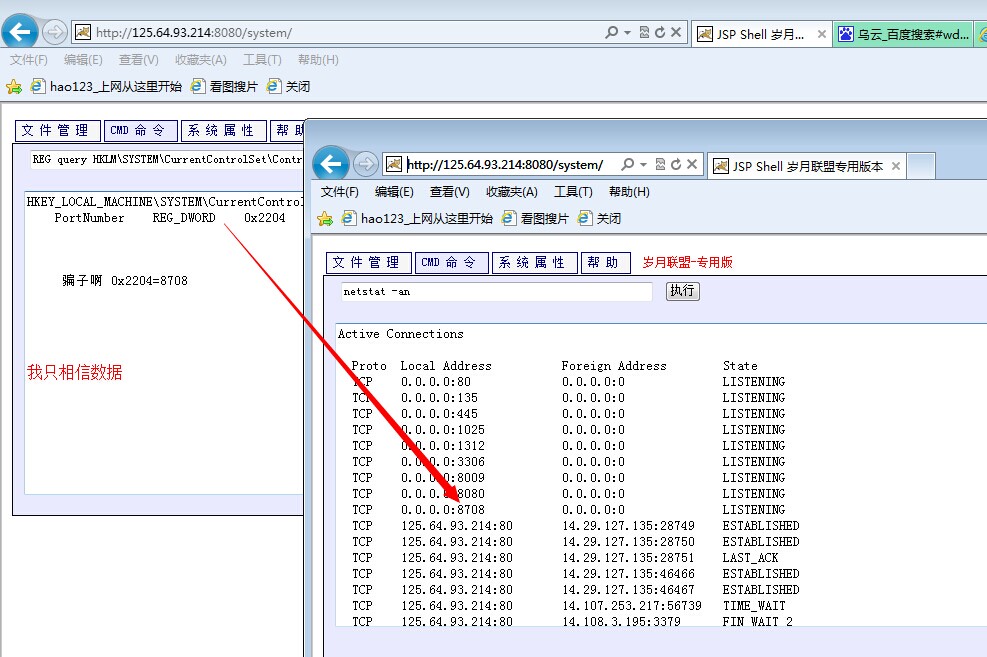 http://125.64.93.214:8080/system/
JSP Shell 岁月...
乌云_百度搜索#wd...
文件(F) 编辑(E) 查看(V) 收藏夹(A) 工具(T) 帮助(H)
hao123_上网从这里开始 看图搜片 关闭
文件管理 CMD命令 系统属性 帮助
REG query HKLM\SYSTEM\CurrentControlSet\Contr
HKEY_LOCAL_MACHINE\SYSTEM\CurrentControl
PortNumber REG_DWORD 0x2204
骗子啊 0x2204=8708
我只相信数据
http://125.64.93.214:8080/system/
JSP Shell 岁月联盟专用版本
文件(F) 编辑(E) 查看(V) 收藏夹(A) 工具(T) 帮助(H)
hao123_上网从这里开始 看图搜片 关闭
文件管理 CMD命令 系统属性 帮助 岁月联盟-专用版
netstat -an 执行
Active Connections
Proto Local Address Foreign Address State
TCP 0.0.0.0:80 0.0.0.0:0 LISTENING
TCP 0.0.0.0:135 0.0.0.0:0 LISTENING
TCP 0.0.0.0:445 0.0.0.0:0 LISTENING
TCP 0.0.0.0:1025 0.0.0.0:0 LISTENING
TCP 0.0.0.0:1312 0.0.0.0:0 LISTENING
TCP 0.0.0.0:3306 0.0.0.0:0 LISTENING
TCP 0.0.0.0:8009 0.0.0.0:0 LISTENING
TCP 0.0.0.0:8080 0.0.0.0:0 LISTENING
TCP 0.0.0.0:8708 0.0.0.0:0 LISTENING
TCP 125.64.93.214:80 14.29.127.135:28749 ESTABLISHED
TCP 125.64.93.214:80 14.29.127.135:28750 ESTABLISHED
TCP 125.64.93.214:80 14.29.127.135:28751 LAST_ACK
TCP 125.64.93.214:80 14.29.127.135:46466 ESTABLISHED
TCP 125.64.93.214:80 14.29.127.135:46467 ESTABLISHED
TCP 125.64.93.214:80 14.107.253.217:56739 TIME_WAIT
TCP 125.64.93.214:80 14.108.3.195:3379 FIN_WAIT_2